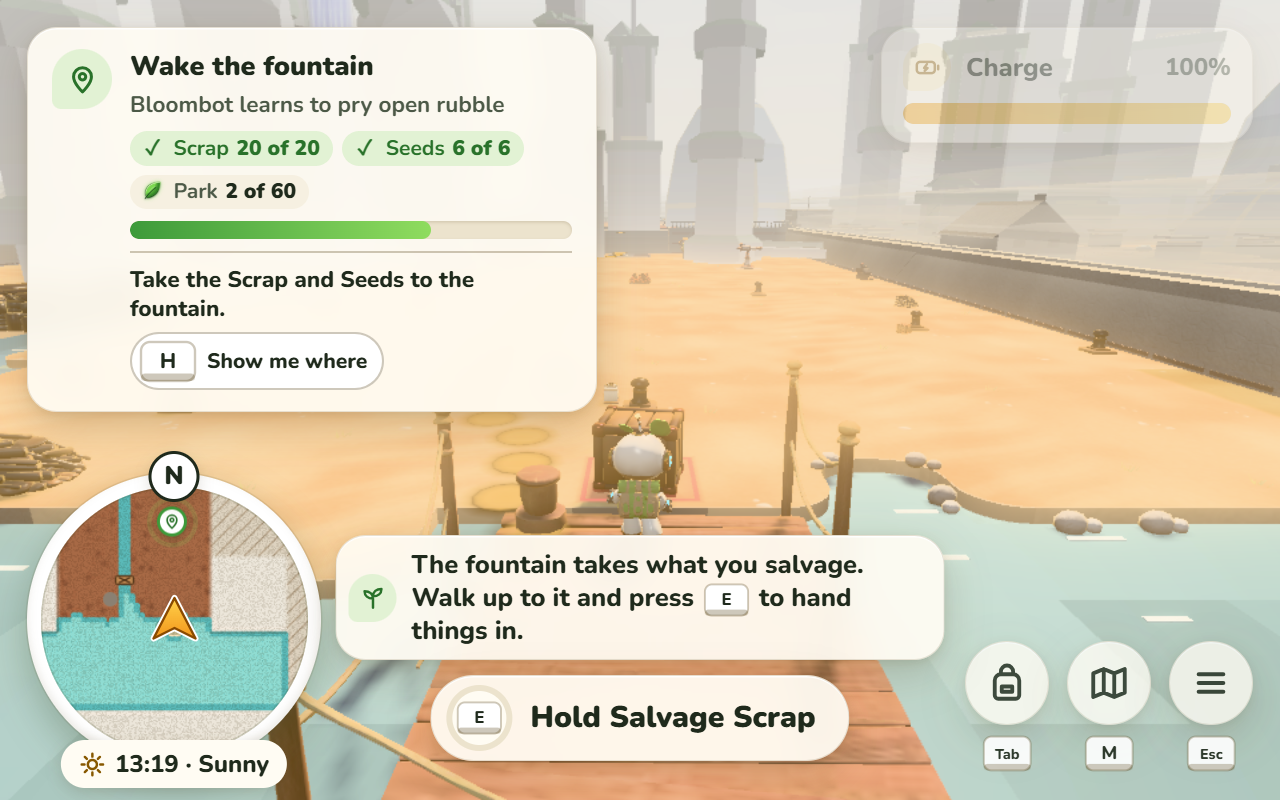 Wake the fountain
Bloombot learns to pry open rubble
✓ Scrap 20 of 20
✓ Seeds 6 of 6
Park 2 of 60
Take the Scrap and Seeds to the
fountain.
H Show me where
Charge 100%
N
13:19 · Sunny
The fountain takes what you salvage.
Walk up to it and press E to hand
things in.
E Hold Salvage Scrap
Tab
M
Esc